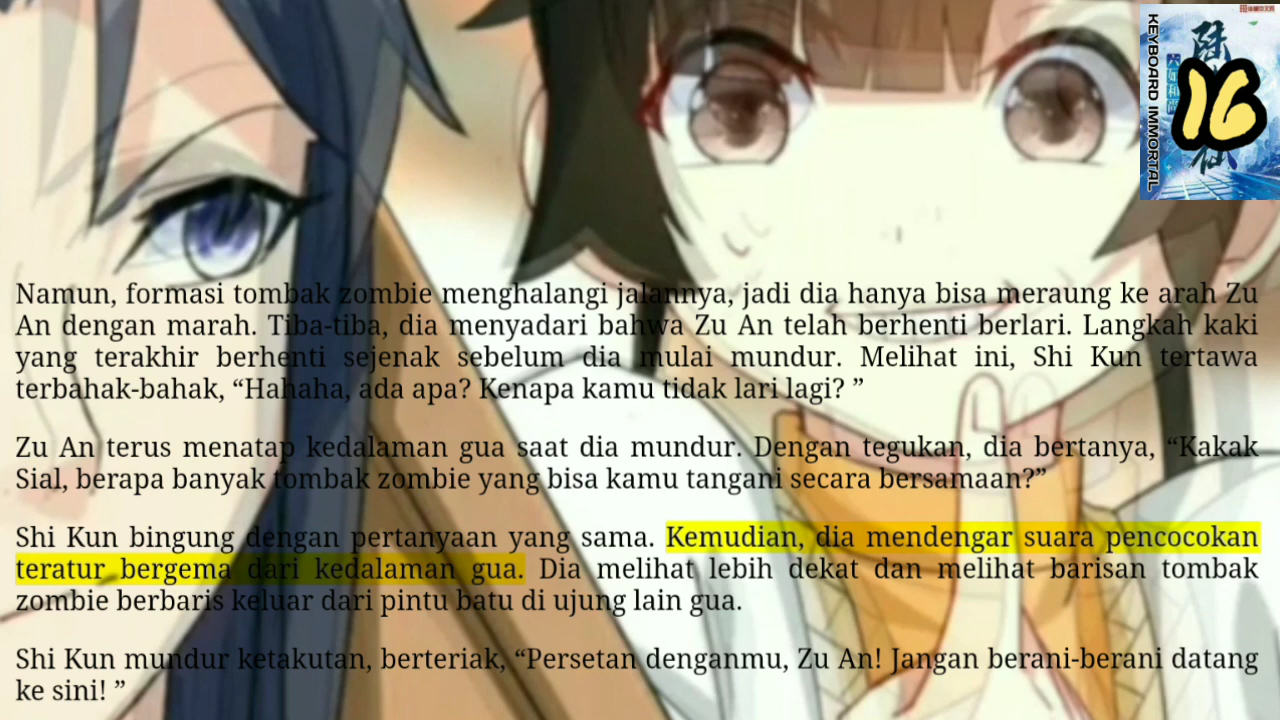 KEYBOARD IMMORTAL
16
Namun, formasi tombak zombie menghalangi jalannya, jadi dia hanya bisa meraung ke arah Zu
An dengan marah. Tiba-tiba, dia menyadari bahwa Zu An telah berhenti berlari. Langkah kaki
yang terakhir berhenti sejenak sebelum dia mulai mundur. Melihat ini, Shi Kun tertawa
terbahak-bahak, “Hahaha, ada apa? Kenapa kamu tidak lari lagi? ”
Zu An terus menatap kedalaman gua saat dia mundur. Dengan tegukan, dia bertanya, “Kakak
Sial, berapa banyak tombak zombie yang bisa kamu tangani secara bersamaan?”
Shi Kun bingung dengan pertanyaan yang sama. Kemudian, dia mendengar suara pencocokan
teratur bergema dari kedalaman gua. Dia melihat lebih dekat dan melihat barisan tombak
zombie berbaris keluar dari pintu batu di ujung lain gua.
Shi Kun mundur ketakutan, berteriak, “Persetan denganmu, Zu An! Jangan berani-berani datang
ke sini! ”